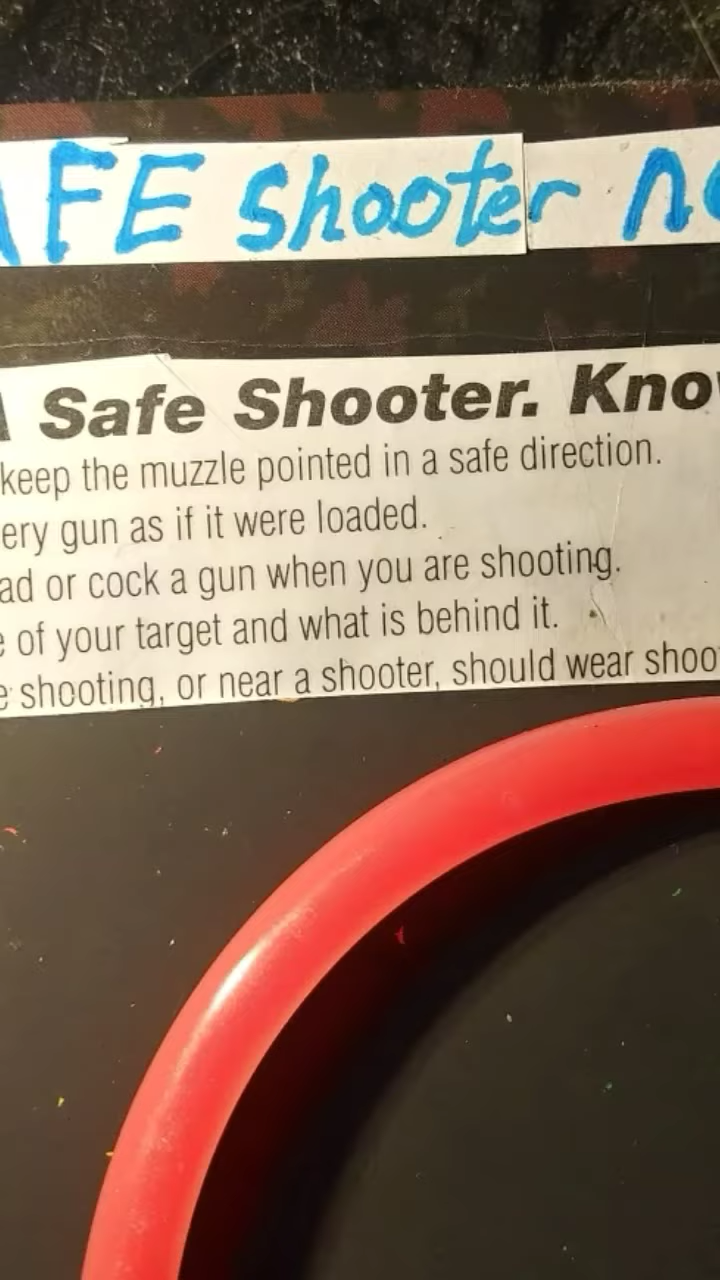 AFE shooter n
A Safe Shooter. Kno
keep the muzzle pointed in a safe direction.
ery gun as if it were loaded.
ad or cock a gun when you are shooting.
e of your target and what is behind it.
e shooting, or near a shooter, should wear shoo